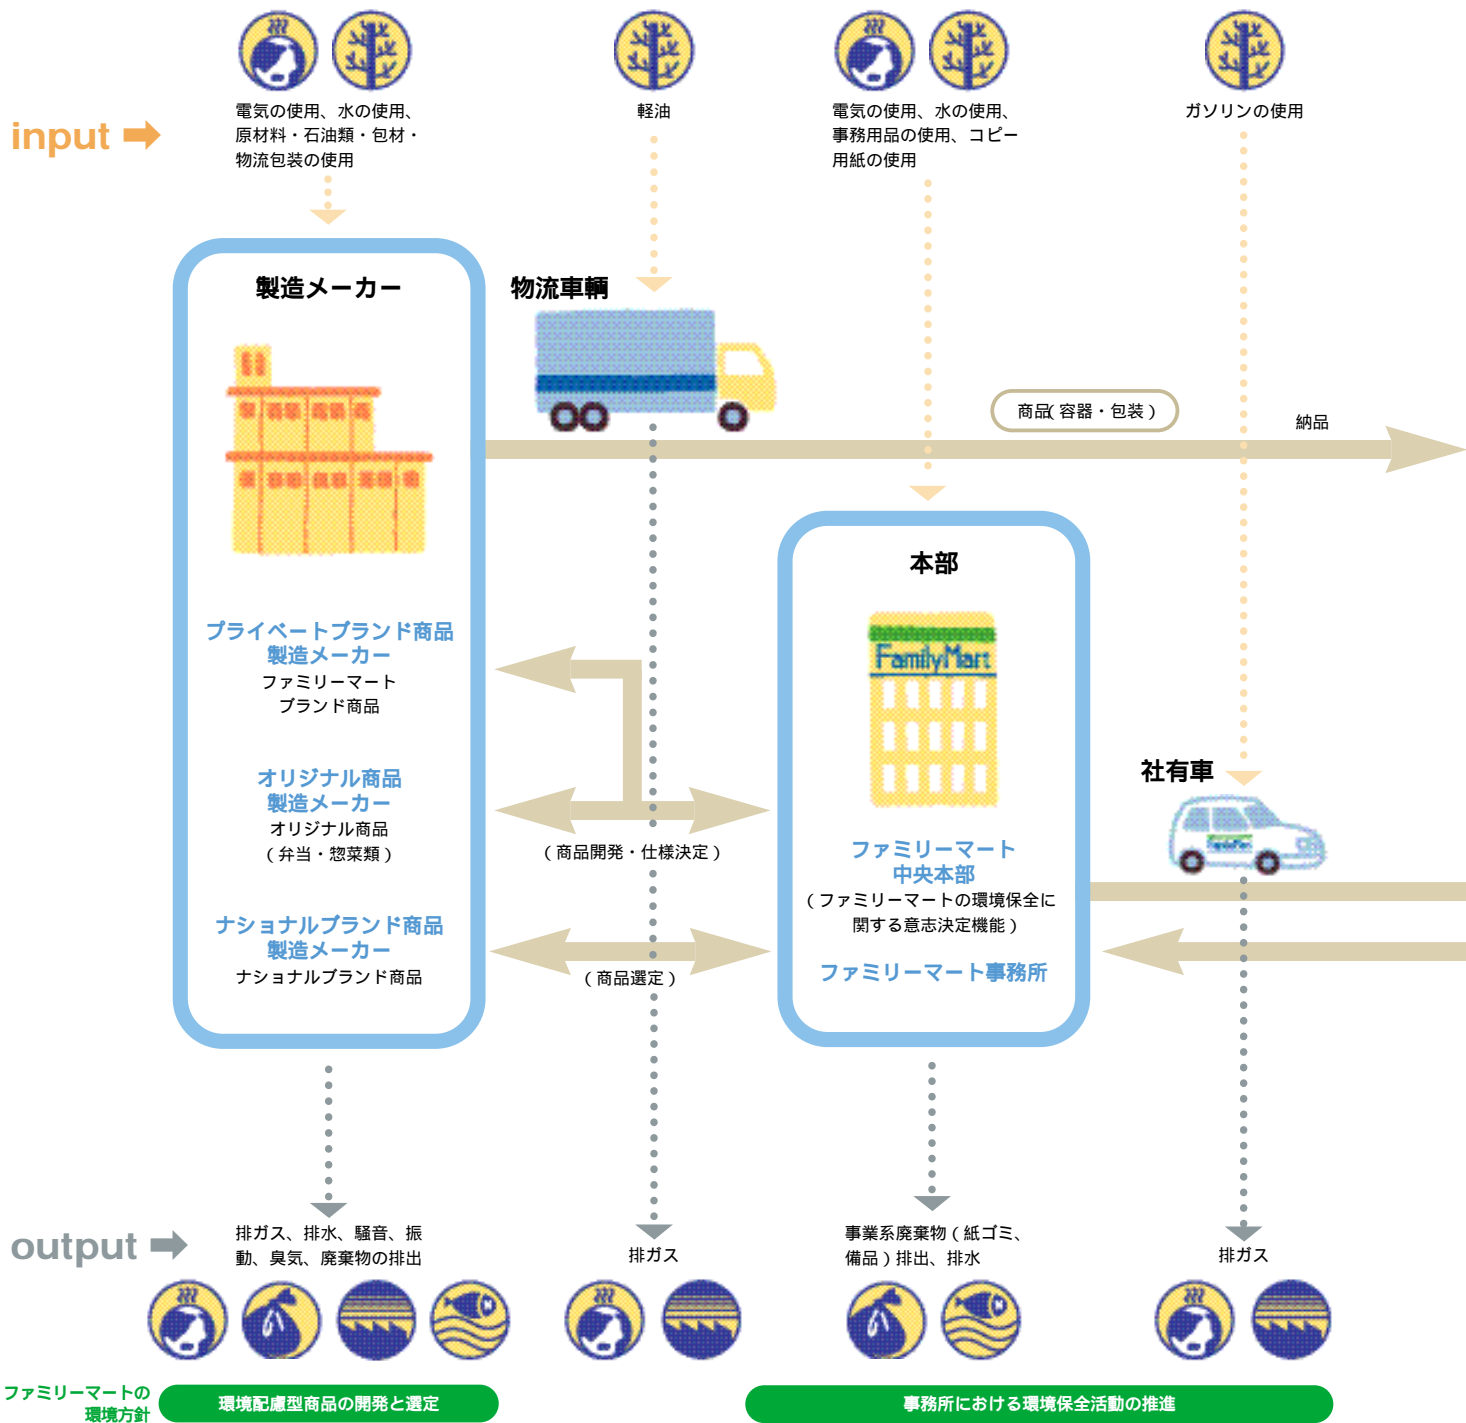 input
電気の使用、水の使用、
原材料・石油類・包材・
物流包装の使用
軽油
電気の使用、水の使用、
事務用品の使用、コピー
用紙の使用
ガソリンの使用
製造メーカー
物流車輌
商品(容器・包装)
納品
本部
FamilyMart
プライベートブランド商品
製造メーカー
ファミリーマート
ブランド商品
オリジナル商品
製造メーカー
オリジナル商品
(弁当・惣菜類)
ナショナルブランド商品
製造メーカー
ナショナルブランド商品
(商品開発・仕様決定)
(商品選定)
ファミリーマート
中央本部
(ファミリーマートの環境保全に
関する意志決定機能)
ファミリーマート事務所
社有車
output
排ガス、排水、騒音、振
動、臭気、廃棄物の排出
排ガス
事業系廃棄物(紙ゴミ、
備品)排出、排水
排ガス
ファミリーマートの
環境方針
環境配慮型商品の開発と選定
事務所における環境保全活動の推進